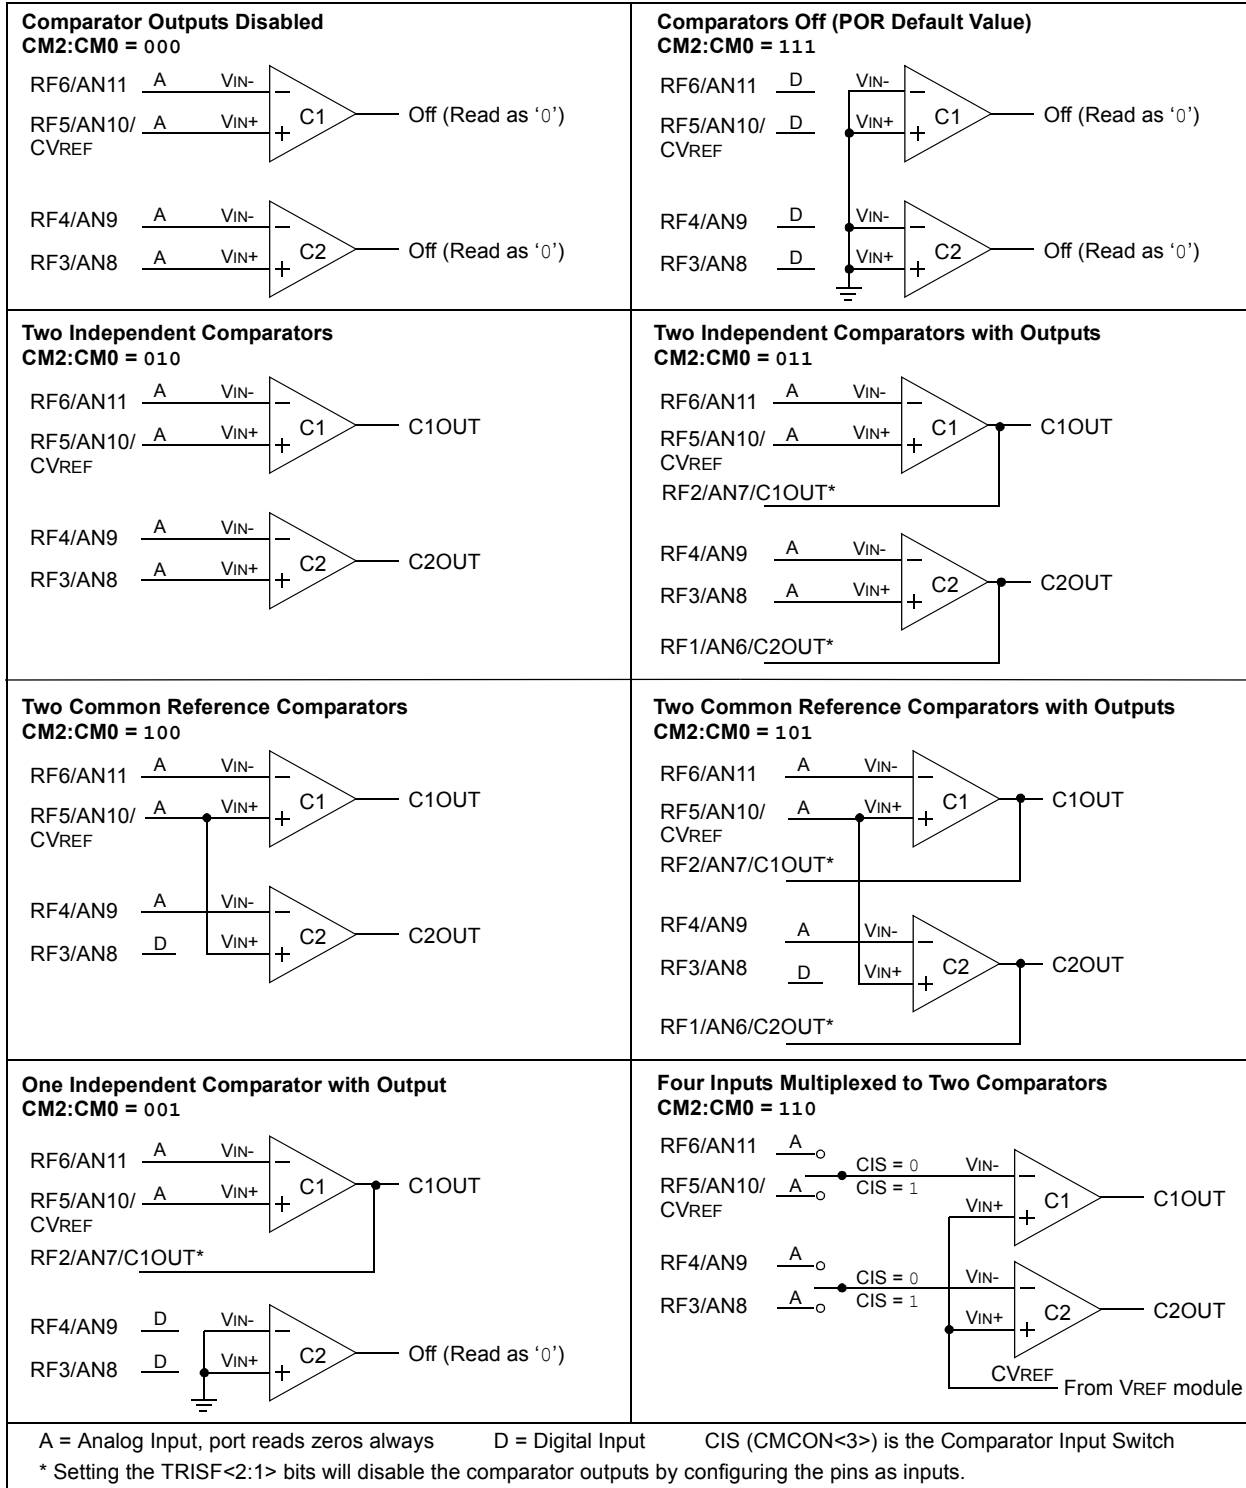 Comparator Outputs Disabled
CM2:CM0 = 000
RF6/AN11 A VIN-
RF5/AN10/ A VIN+
CVREF
C1
Off (Read as ‘0’)
RF4/AN9 A VIN-
RF3/AN8 A VIN+
C2
Off (Read as ‘0’)
Comparators Off (POR Default Value)
CM2:CM0 = 111
RF6/AN11 D VIN-
RF5/AN10/ D VIN+
CVREF
C1
Off (Read as ‘0’)
RF4/AN9 D VIN-
RF3/AN8 D VIN+
C2
Off (Read as ‘0’)
Two Independent Comparators
CM2:CM0 = 010
RF6/AN11 A VIN-
RF5/AN10/ A VIN+
CVREF
C1
C1OUT
RF4/AN9 A VIN-
RF3/AN8 A VIN+
C2
C2OUT
Two Independent Comparators with Outputs
CM2:CM0 = 011
RF6/AN11 A VIN-
RF5/AN10/ A VIN+
CVREF
C1
C1OUT
RF2/AN7/C1OUT*
RF4/AN9 A VIN-
RF3/AN8 A VIN+
C2
C2OUT
RF1/AN6/C2OUT*
Two Common Reference Comparators
CM2:CM0 = 100
RF6/AN11 A VIN-
RF5/AN10/ A VIN+
CVREF
C1
C1OUT
RF4/AN9 A VIN-
RF3/AN8 D VIN+
C2
C2OUT
Two Common Reference Comparators with Outputs
CM2:CM0 = 101
RF6/AN11 A VIN-
RF5/AN10/ A VIN+
CVREF
C1
C1OUT
RF2/AN7/C1OUT*
RF4/AN9 A VIN-
RF3/AN8 D VIN+
C2
C2OUT
RF1/AN6/C2OUT*
One Independent Comparator with Output
CM2:CM0 = 001
RF6/AN11 A VIN-
RF5/AN10/ A VIN+
CVREF
C1
C1OUT
RF2/AN7/C1OUT*
RF4/AN9 D VIN-
RF3/AN8 D VIN+
C2
Off (Read as ‘0’)
Four Inputs Multiplexed to Two Comparators
CM2:CM0 = 110
RF6/AN11 A
CIS = 0 VIN-
RF5/AN10/ A CIS = 1
CVREF
VIN+
C1
C1OUT
RF4/AN9 A
CIS = 0 VIN-
RF3/AN8 A CIS = 1
VIN+
C2
C2OUT
CVREF
From VREF module
A = Analog Input, port reads zeros always D = Digital Input CIS (CMCON<3>) is the Comparator Input Switch
* Setting the TRISF<2:1> bits will disable the comparator outputs by configuring the pins as inputs.